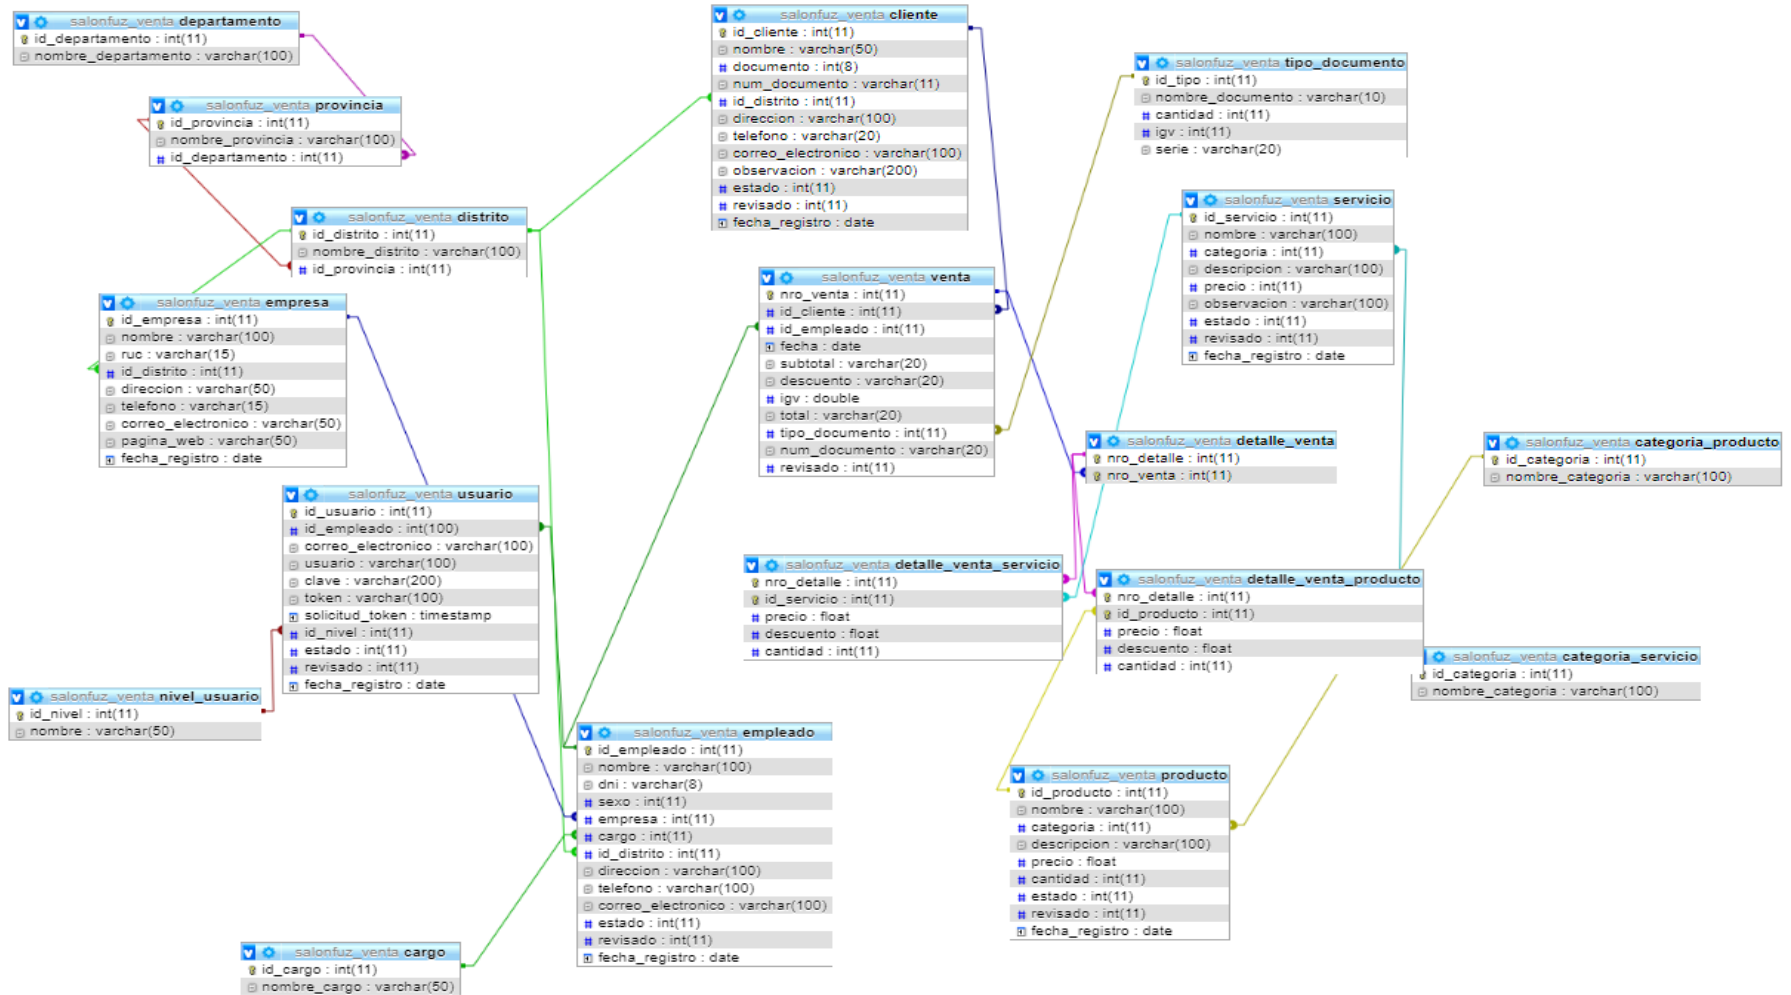 salonfuz_venta departamento
id_departamento : int(11)
nombre_departamento : varchar(100)
salonfuz_venta provincia
id_provincia : int(11)
nombre_provincia : varchar(100)
id_departamento : int(11)
salonfuz_venta distrito
id_distrito : int(11)
nombre_distrito : varchar(100)
id_provincia : int(11)
salonfuz_venta empresa
id_empresa : int(11)
nombre : varchar(100)
ruc : varchar(15)
id_distrito : int(11)
direccion : varchar(50)
telefono : varchar(15)
correo_electronico : varchar(50)
pagina_web : varchar(50)
fecha_registro : date
salonfuz_venta usuario
id_usuario : int(11)
id_empleado : int(100)
correo_electronico : varchar(100)
usuario : varchar(100)
clave : varchar(200)
token : varchar(100)
solicitud_token : timestamp
id_nivel : int(11)
estado : int(11)
revisado : int(11)
fecha_registro : date
salonfuz_venta nivel_usuario
id_nivel : int(11)
nombre : varchar(50)
salonfuz_venta cargo
id_cargo : int(11)
nombre_cargo : varchar(50)
salonfuz_venta empleado
id_empleado : int(11)
nombre : varchar(100)
dni : varchar(8)
sexo : int(11)
empresa : int(11)
cargo : int(11)
id_distrito : int(11)
direccion : varchar(100)
telefono : varchar(100)
correo_electronico : varchar(100)
estado : int(11)
revisado : int(11)
fecha_registro : date
salonfuz_venta cliente
id_cliente : int(11)
nombre : varchar(50)
documento : int(8)
num_documento : varchar(11)
id_distrito : int(11)
direccion : varchar(100)
telefono : varchar(20)
correo_electronico : varchar(100)
observacion : varchar(200)
estado : int(11)
revisado : int(11)
fecha_registro : date
salonfuz_venta venta
nro_venta : int(11)
id_cliente : int(11)
id_empleado : int(11)
fecha : date
subtotal : varchar(20)
descuento : varchar(20)
igv : double
total : varchar(20)
tipo_documento : int(11)
num_documento : varchar(20)
revisado : int(11)
salonfuz_venta tipo_documento
id_tipo : int(11)
nombre_documento : varchar(10)
cantidad : int(11)
igv : int(11)
serie : varchar(20)
salonfuz_venta servicio
id_servicio : int(11)
nombre : varchar(100)
categoria : int(11)
descripcion : varchar(100)
precio : int(11)
observacion : varchar(100)
estado : int(11)
revisado : int(11)
fecha_registro : date
salonfuz_venta detalle_venta
nro_detalle : int(11)
nro_venta : int(11)
salonfuz_venta categoria_producto
id_categoria : int(11)
nombre_categoria : varchar(100)
salonfuz_venta detalle_venta_servicio
nro_detalle : int(11)
id_servicio : int(11)
precio : float
descuento : float
cantidad : int(11)
salonfuz_venta detalle_venta_producto
nro_detalle : int(11)
id_producto : int(11)
precio : float
descuento : float
cantidad : int(11)
salonfuz_venta categoria_servicio
id_categoria : int(11)
nombre_categoria : varchar(100)
salonfuz_venta producto
id_producto : int(11)
nombre : varchar(100)
categoria : int(11)
descripcion : varchar(100)
precio : float
cantidad : int(11)
estado : int(11)
revisado : int(11)
fecha_registro : date